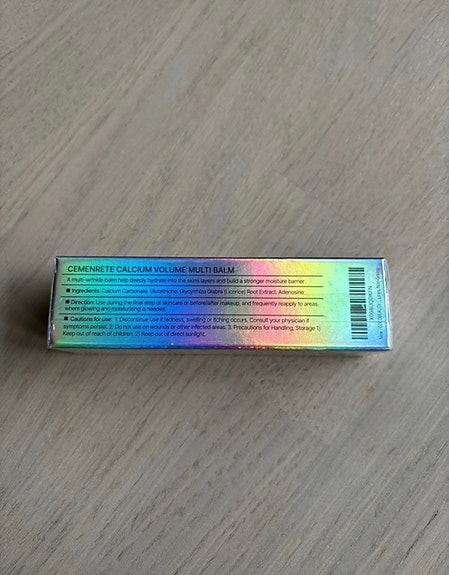 CEMENRETE CALCIUM VOLUME MULTI BALM
A multi-wrinkle balm help deeply hydrate into the skins layers and build a stronger moisture barrier
■ Ingredients: Calcium Carbonate, Glutathione, Glycyrrhiza Glabra (Licorice) Root Extract, Adenosine
■ Direction: Use during the final step of skincare or before/after makeup, and frequently reapply to areas
where glowing and moisturising is needed.
■ Cautions for use: 1. Discontinue use if redness, swelling or itching occurs. Consult your physician if
symptoms persist. 2. Do not use on wounds or other infected areas. 3. Precautions for Handling, Storage 1)
Keep out of reach of children. 2) Keep out of direct sunlight.